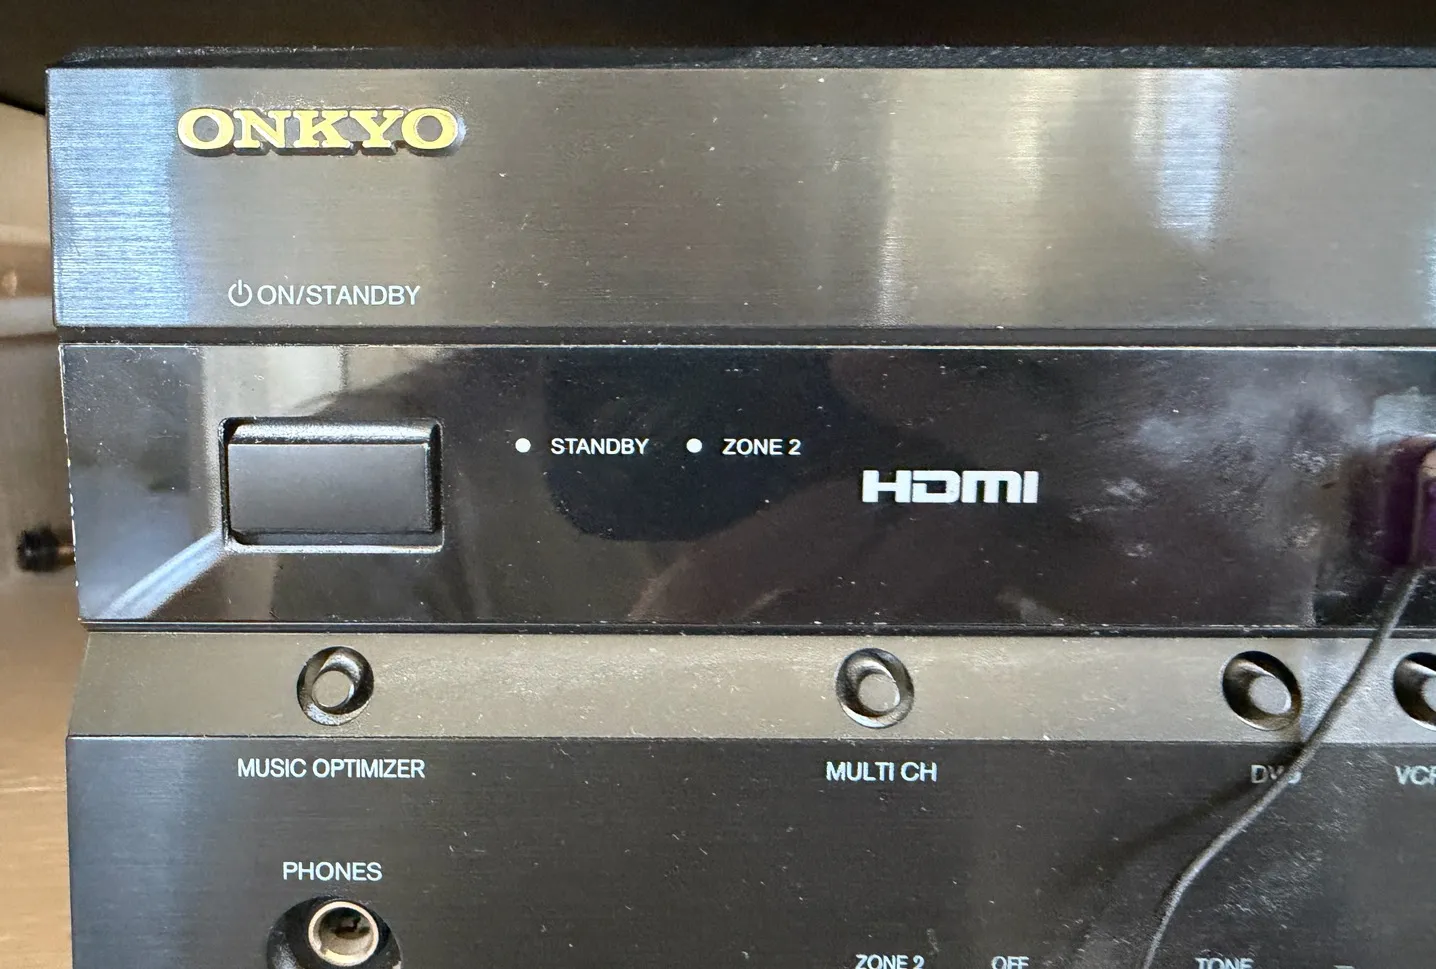 ONKYO
ON/STANDBY
STANDBY
ZONE 2
HDMI
MUSIC OPTIMIZER
MULTI CH
PHONES
ZONE 2
OFF
TONE